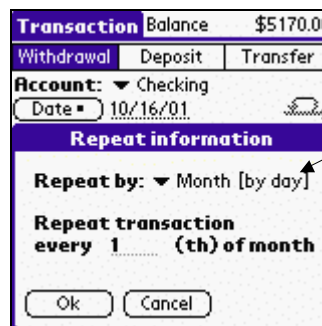 Transaction Balance $5170.0
Withdrawal Deposit Transfer
Account: Checking
Date 10/16/01
Repeat information
Repeat by: Month [by day]
Repeat transaction
every 1 (th) of month
Ok Cancel